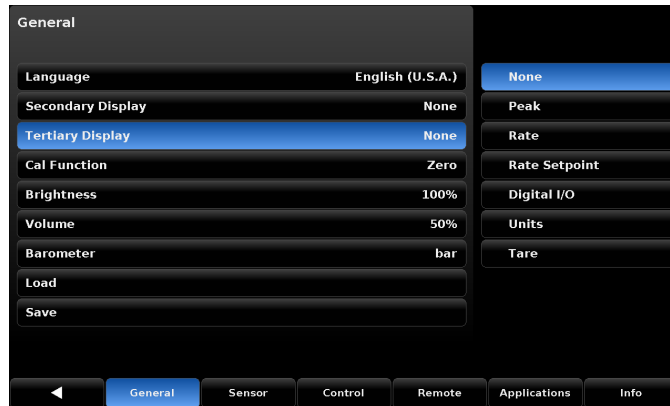 General
Language English (U.S.A.)
Secondary Display None
Tertiary Display None
Cal Function Zero
Brightness 100%
Volume 50%
Barometer bar
Load
Save
None
Peak
Rate
Rate Setpoint
Digital I/O
Units
Tare
General Sensor Control Remote Applications Info